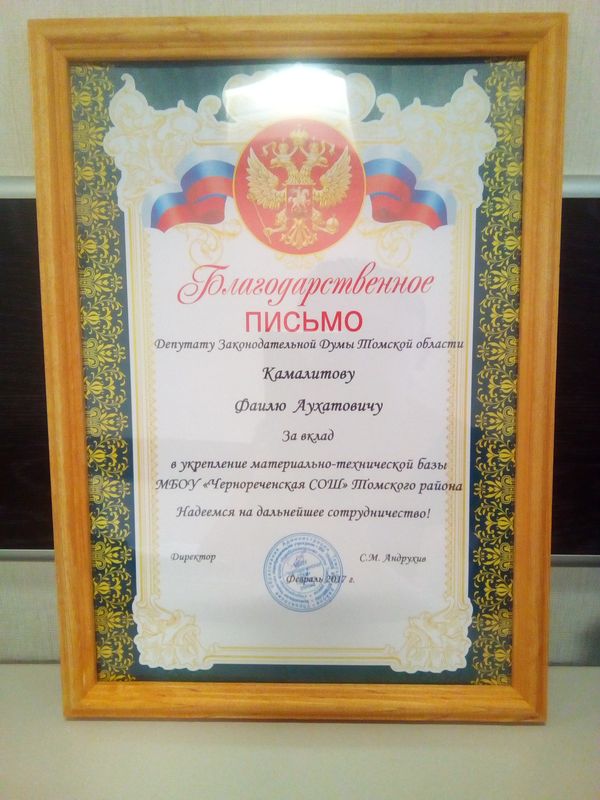 Благодарственное
ПИСЬМО
Депутату Законодательной Думы Томской области
Камалитову
Фаилю Аухатовичу
За вклад
в укрепление материально-технической базы
МБОУ «Чернореченская СОШ» Томского района
Надеемся на дальнейшее сотрудничество!
Директор С.М. Андрухив
Февраль 2017 г.